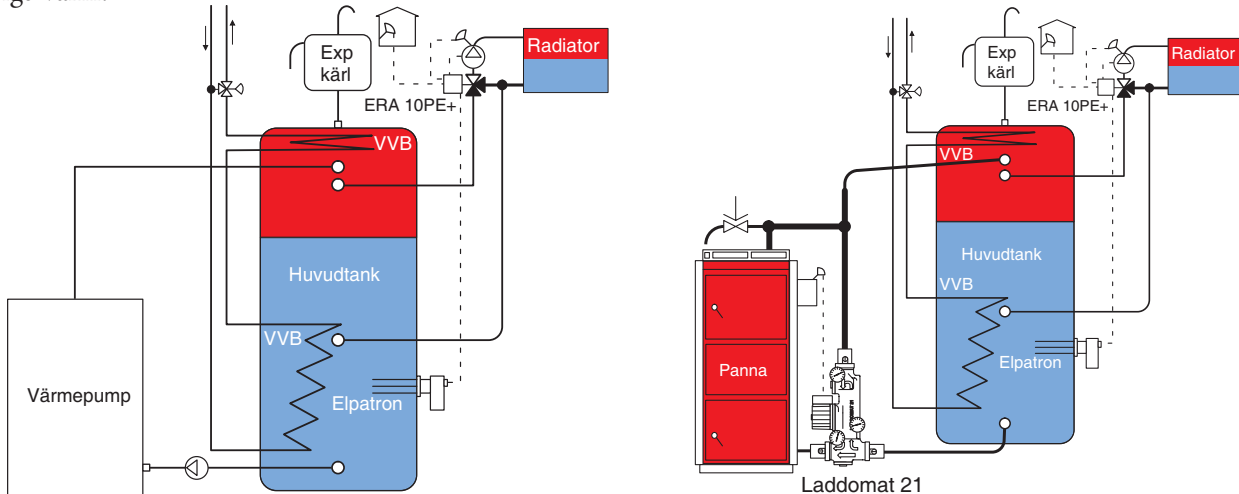 Exp
kärl
Radiator
ERA 10PE+
VVB
Huvudtank
VVB
Elpatron
Värmepump
Exp
kärl
Radiator
ERA 10PE+
VVB
Huvudtank
VVB
Elpatron
Panna
Laddomat 21